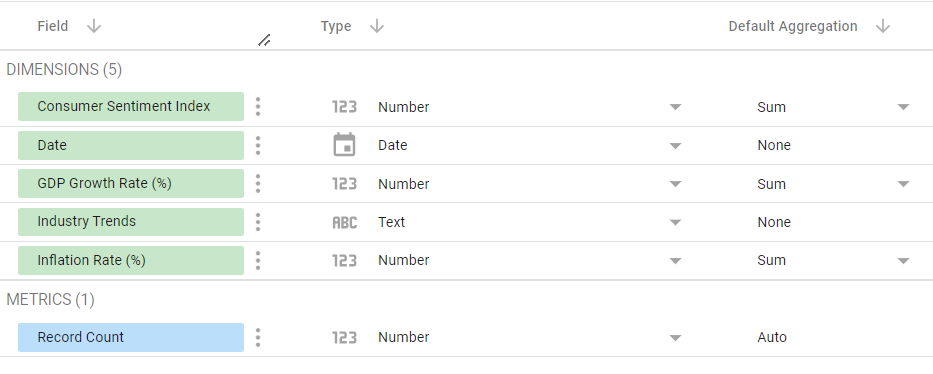 Field Type Default Aggregation
DIMENSIONS (5)
Consumer Sentiment Index 123 Number Sum
Date Date None
GDP Growth Rate (%) 123 Number Sum
Industry Trends ABC Text None
Inflation Rate (%) 123 Number Sum
METRICS (1)
Record Count 123 Number Auto